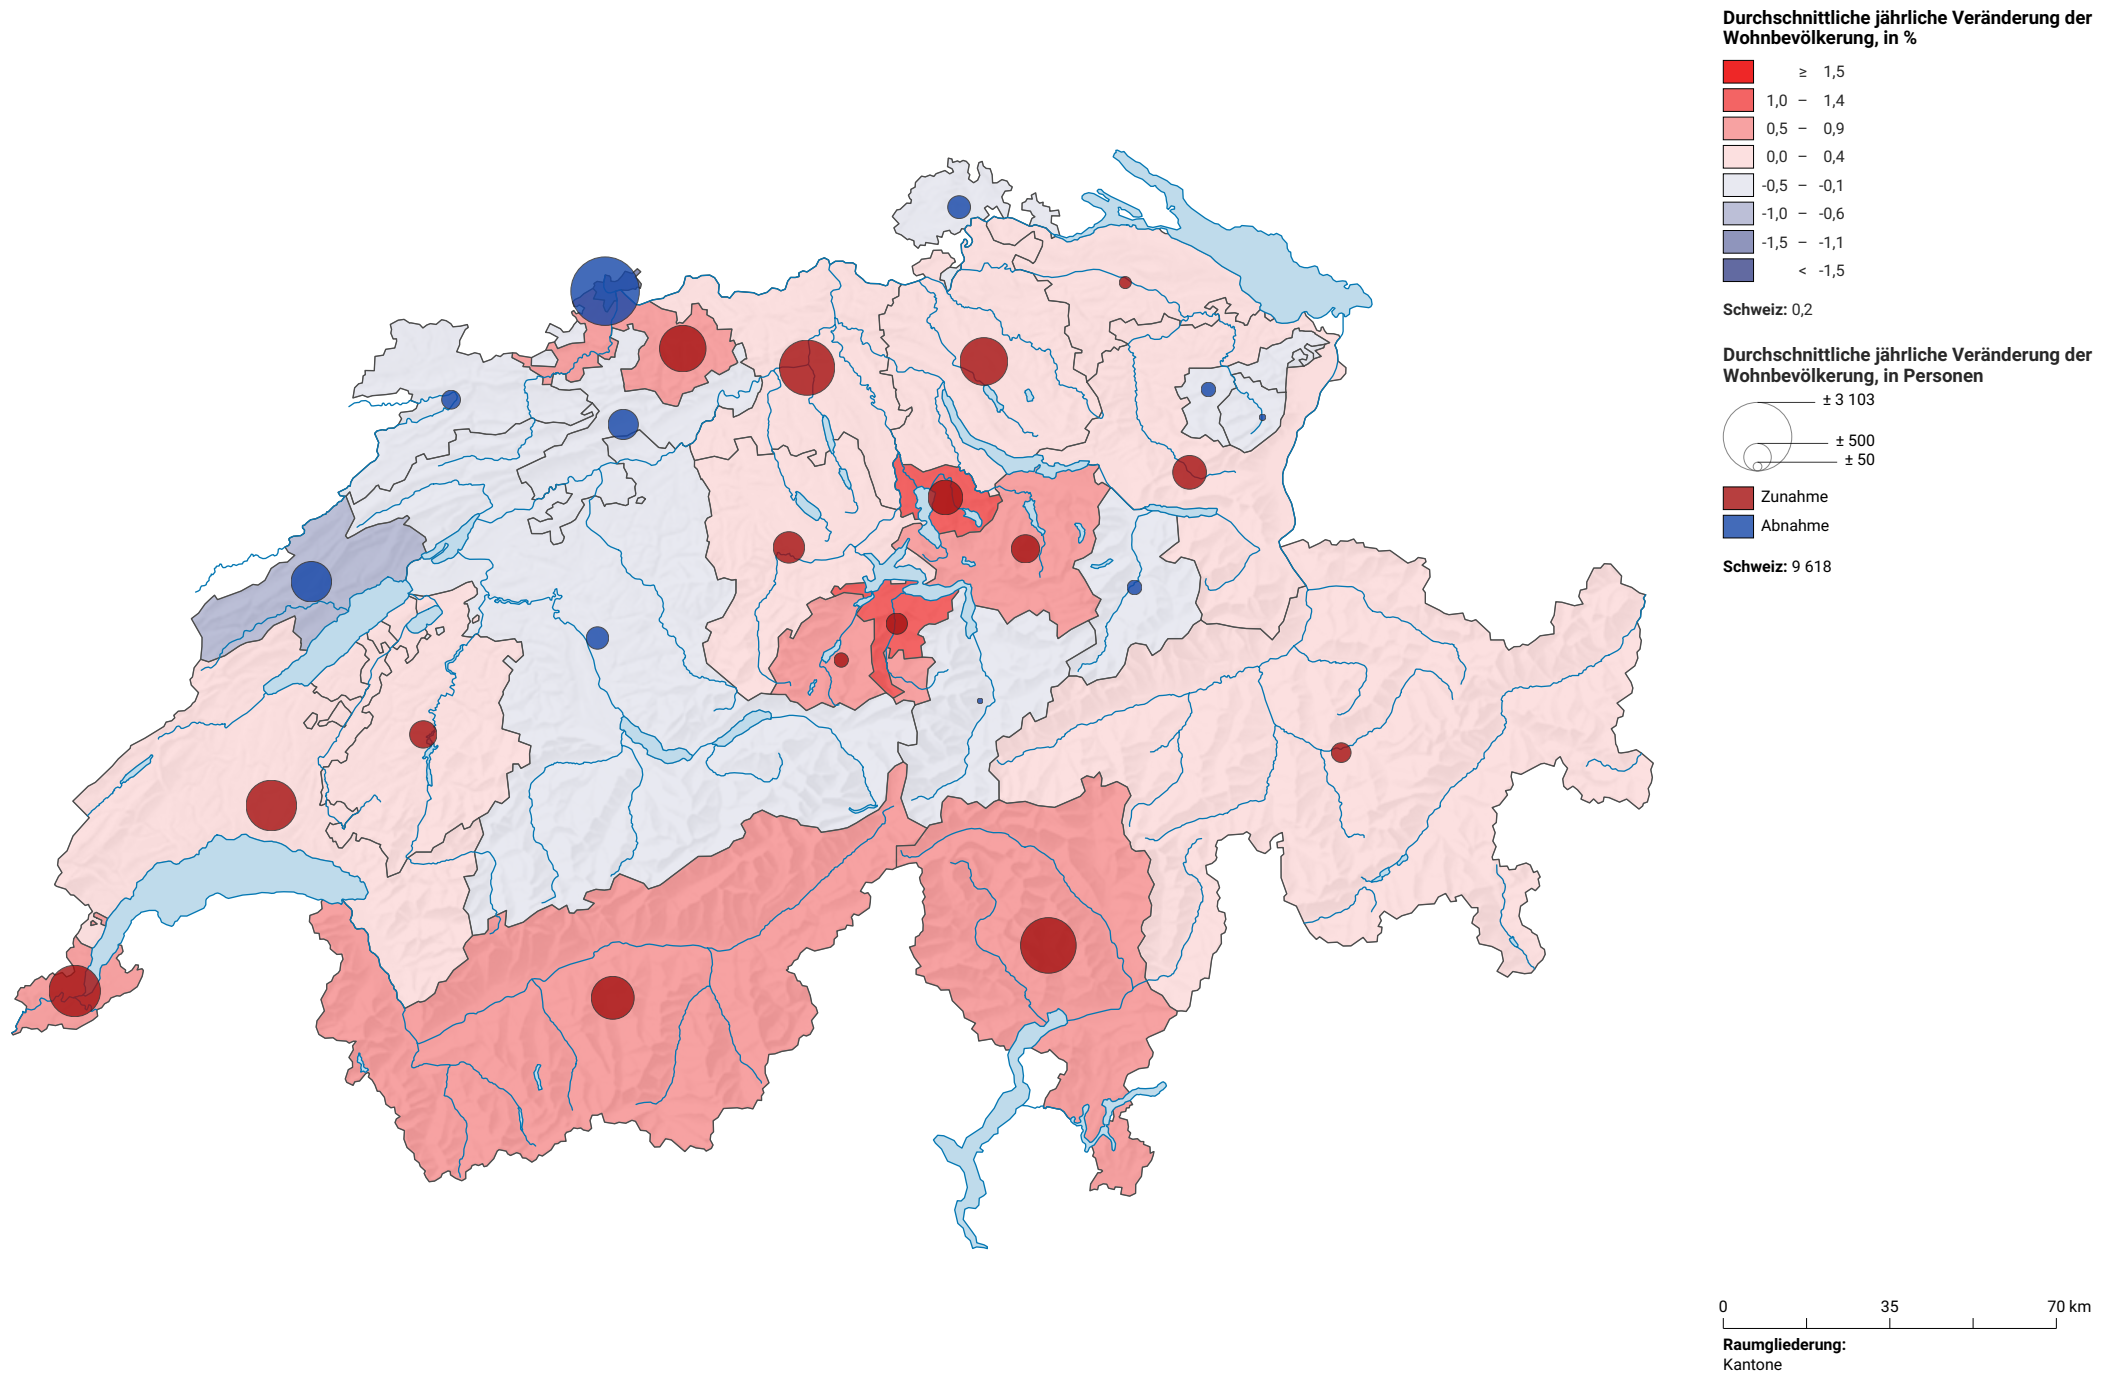 Durchschnittliche jährliche Veränderung der
Wohnbevölkerung, in %
≥ 1,5
1,0 – 1,4
0,5 – 0,9
0,0 – 0,4
-0,5 – -0,1
-1,0 – -0,6
-1,5 – -1,1
< -1,5
Schweiz: 0,2
Durchschnittliche jährliche Veränderung der
Wohnbevölkerung, in Personen
± 3 103
± 500
± 50
Zunahme
Abnahme
Schweiz: 9 618
0 35 70 km
Raumgliederung:
Kantone